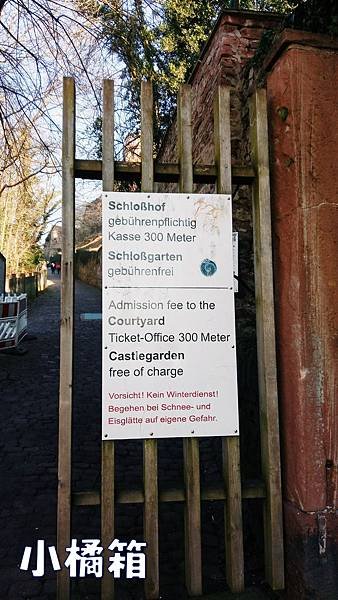 Schloßhof
gebührenpflichtig
Kasse 300 Meter
Schloßgarten
gebührenfrei
Admission fee to the
Courtyard
Ticket-Office 300 Meter
Castlegarden
free of charge
Vorsicht! Kein Winterdienst!
Begehen bei Schnee- und
Eisglätte auf eigene Gefahr.
小橘箱